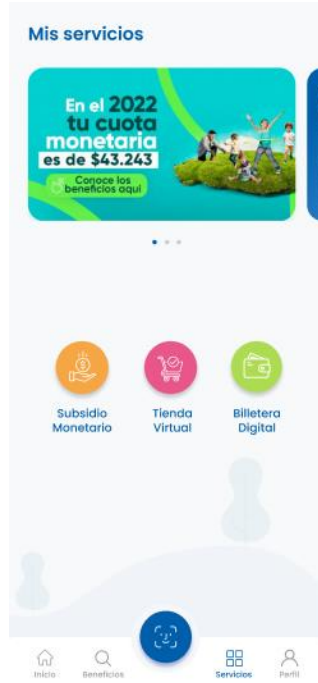 Mis servicios
En el 2022
tu cuota
monetaria
es de $43.243
Conoce los
beneficios aquí
Subsidio
Monetario
Tienda
Virtual
Billetera
Digital
Inicio
Beneficios
Servicios
Perfil